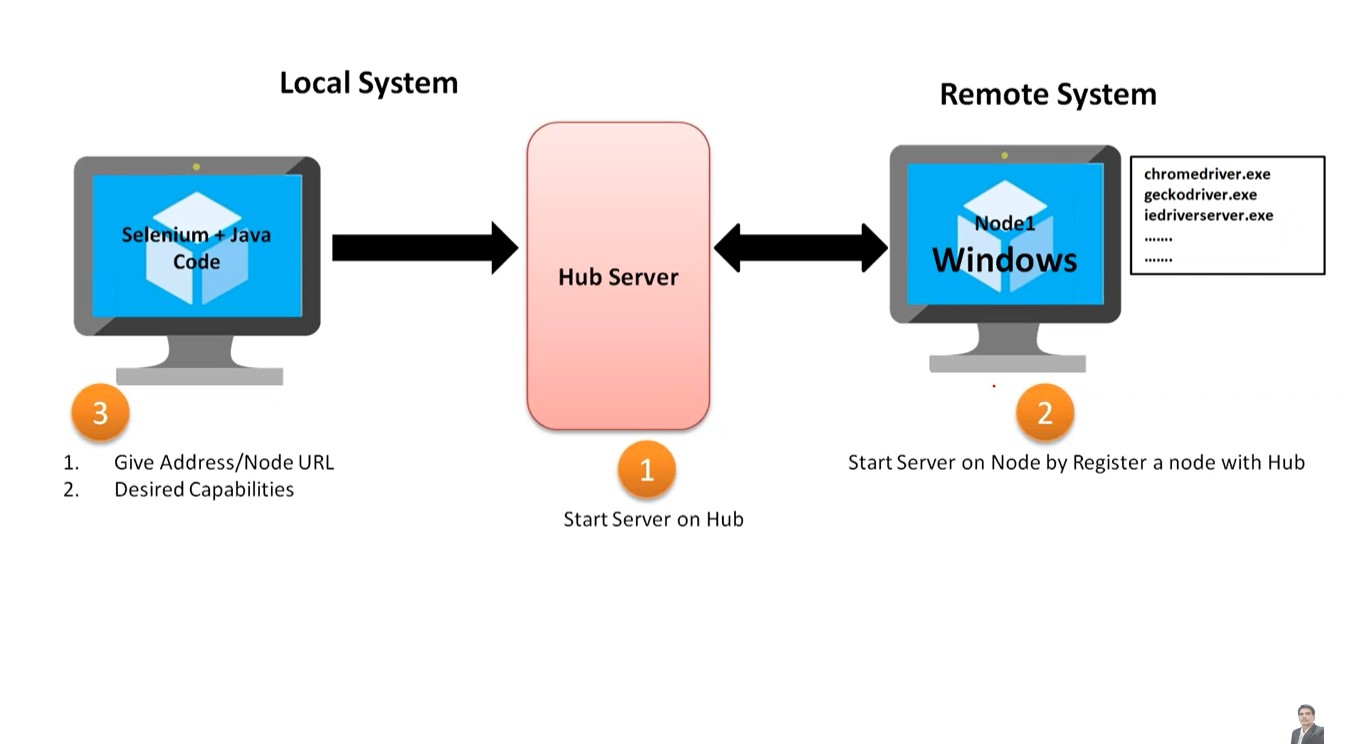 Local System
Remote System
Selenium + Java
Code
Hub Server
Node1
Windows
chromedriver.exe
geckodriver.exe
iedriverserver.exe
.......
.......
3
1. Give Address/Node URL
2. Desired Capabilities
1
Start Server on Hub
2
Start Server on Node by Register a node with Hub